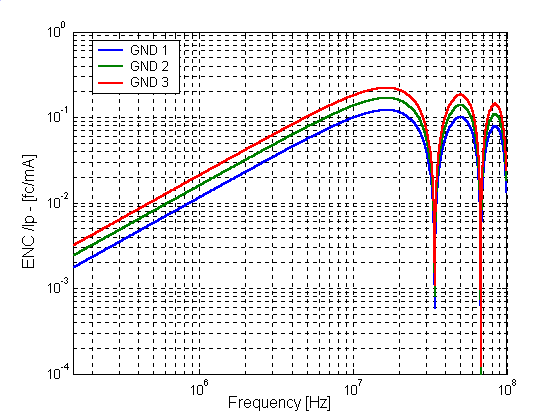 10^0
GND 1
GND 2
GND 3
10^-1
10^-2
10^-3
10^-4
ENC /Ip - [fc/mA]
10^6
10^7
10^8
Frequency [Hz]